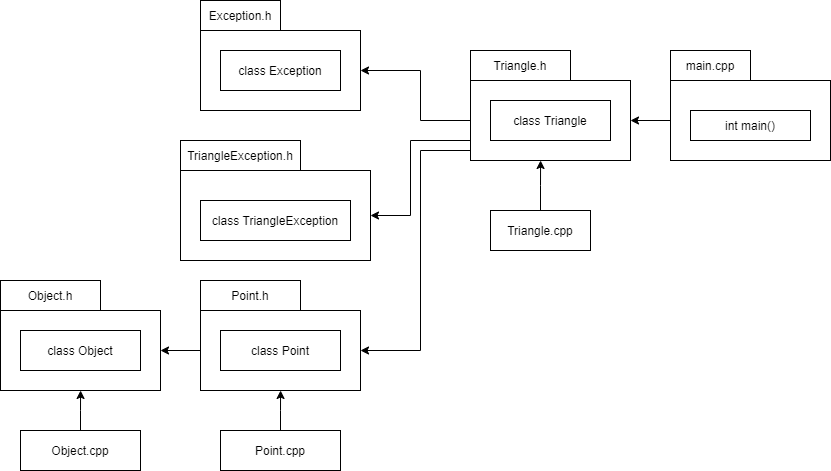 Exception.h
class Exception
Triangle.h
class Triangle
main.cpp
int main()
TriangleException.h
class TriangleException
Triangle.cpp
Object.h
class Object
Point.h
class Point
Object.cpp
Point.cpp